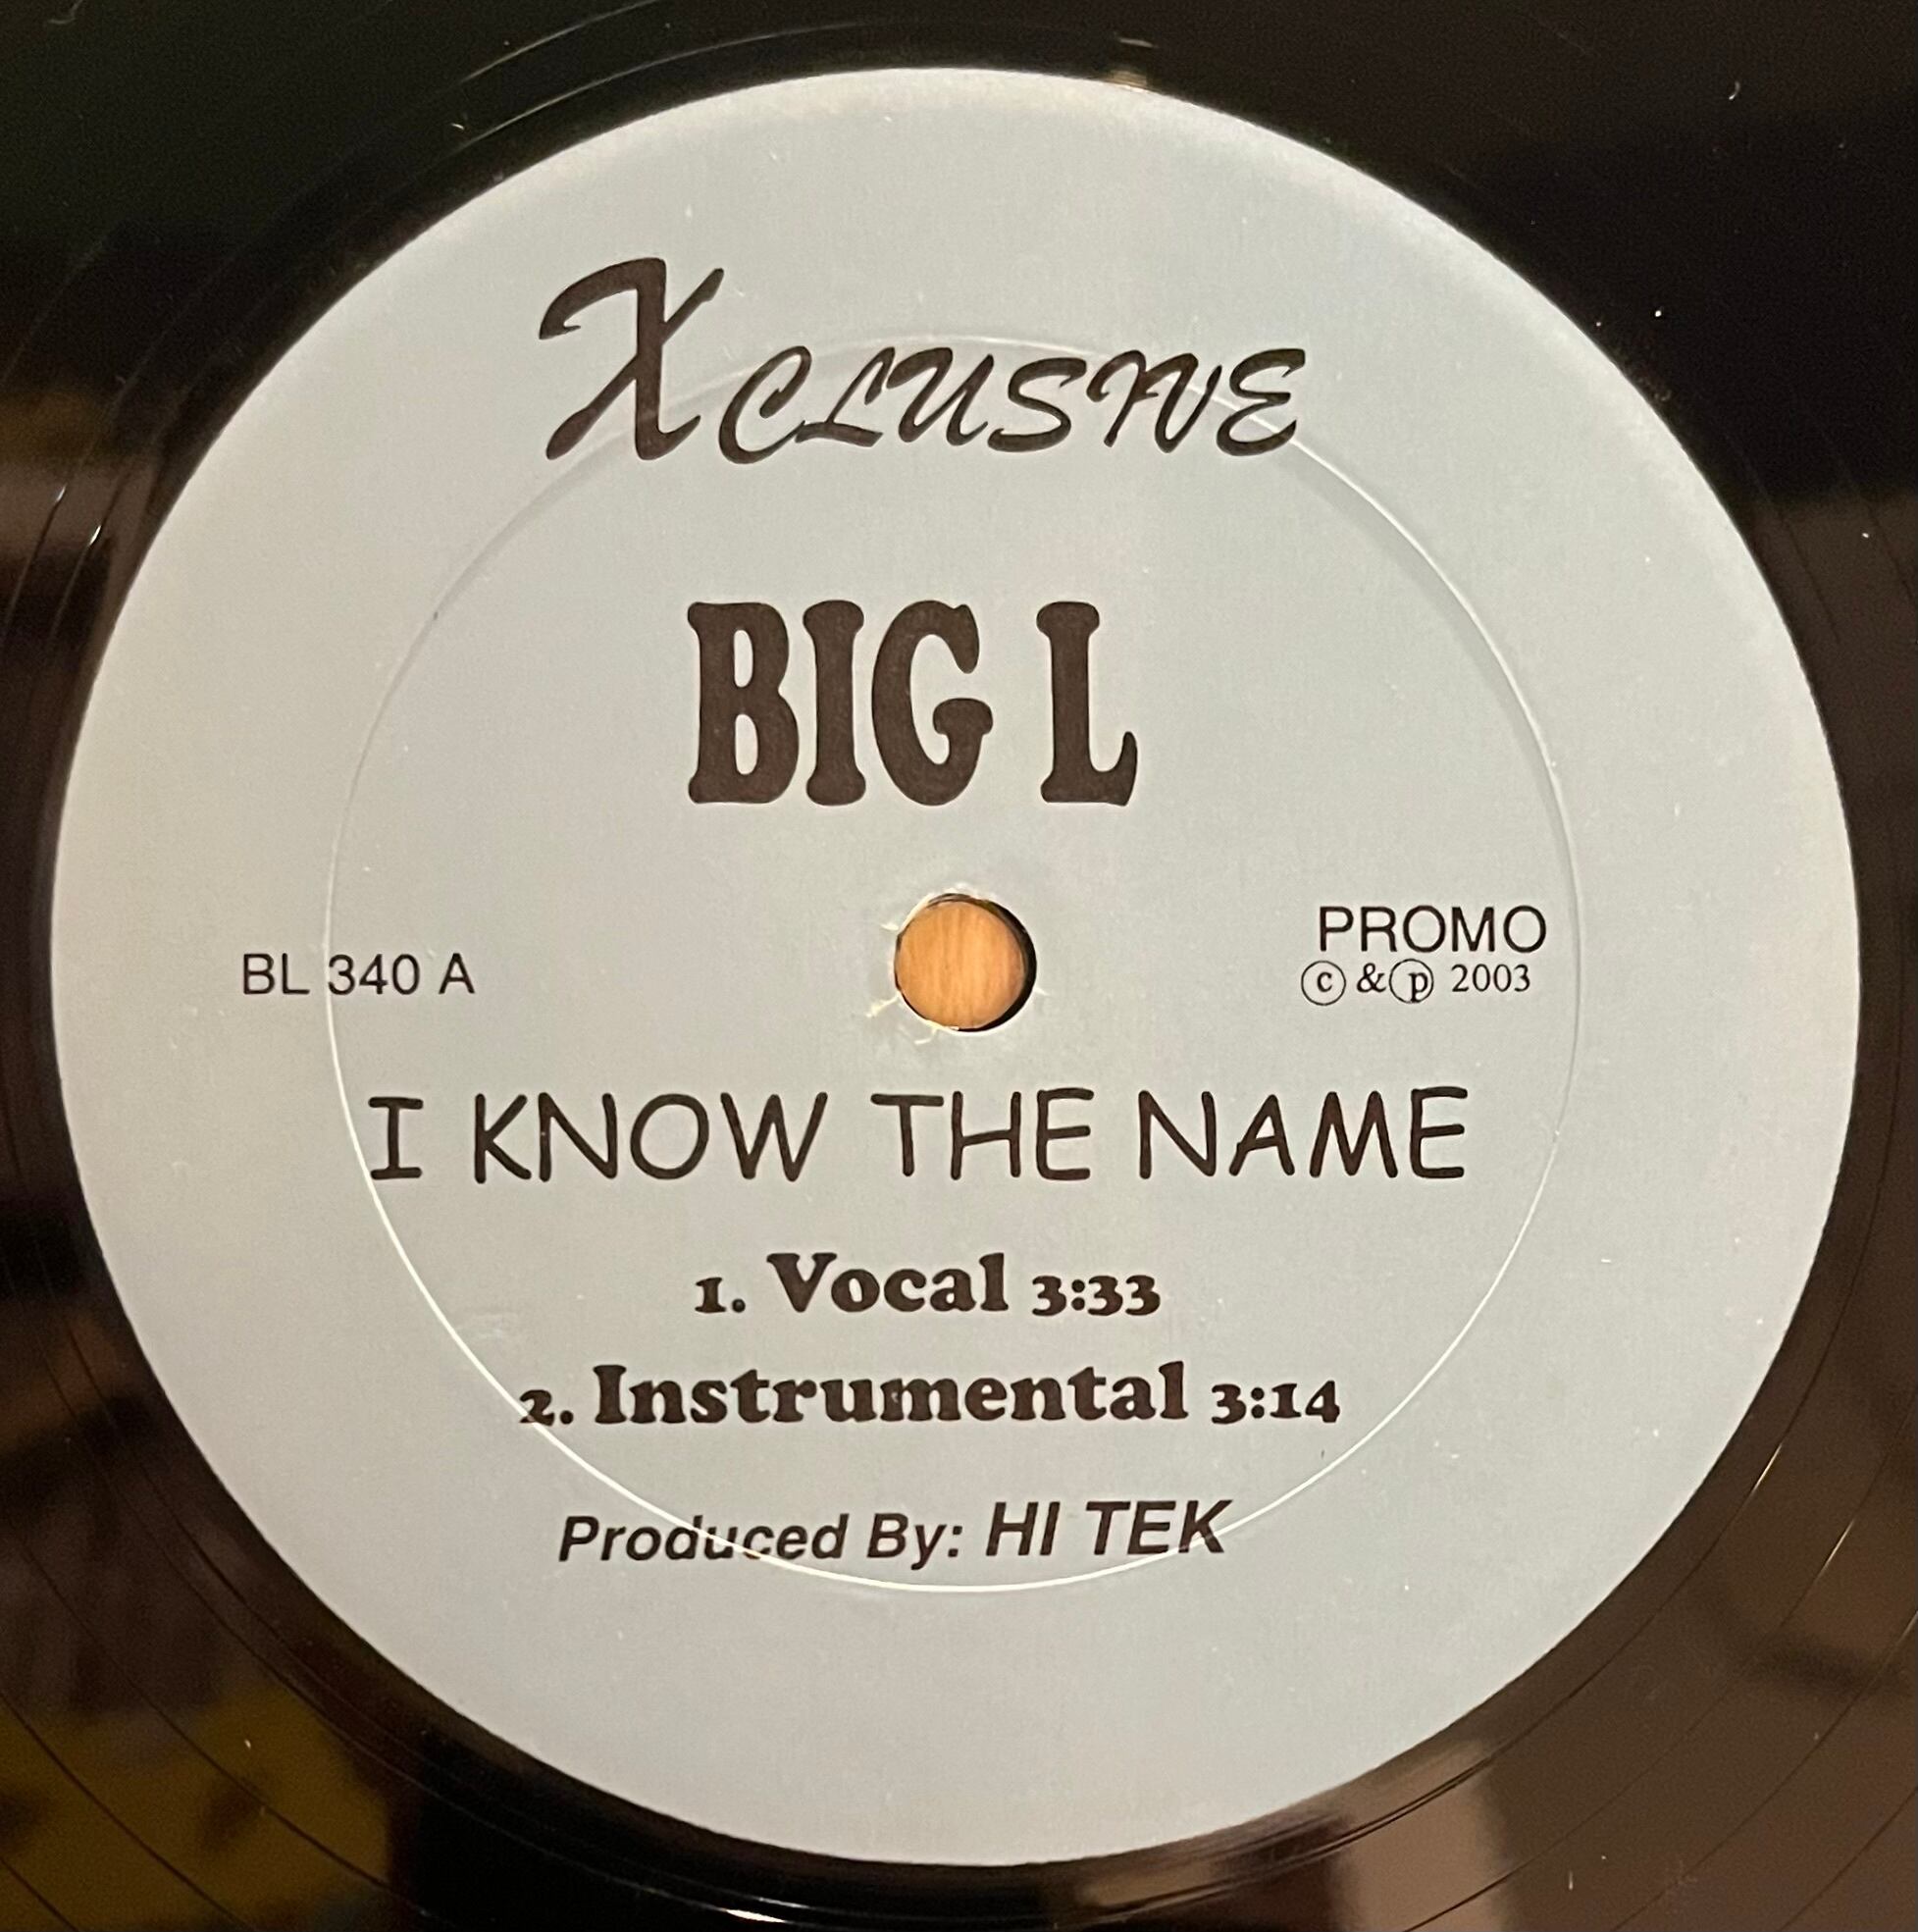 XCLUSIVE
BIG L
BL 340 A
PROMO
ⓒ & ⓟ 2003
I KNOW THE NAME
1. Vocal 3:33
2. Instrumental 3:14
Produced By: HI TEK